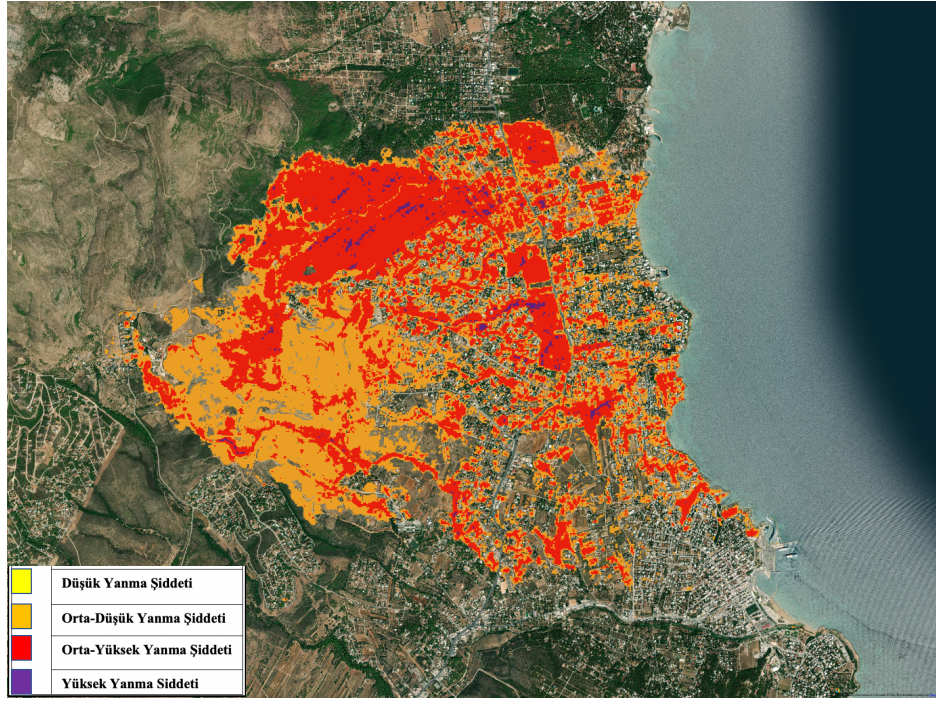 Düşük Yanma Şiddeti
Orta-Düşük Yanma Şiddeti
Orta-Yüksek Yanma Şiddeti
Yüksek Yanma Siddeti